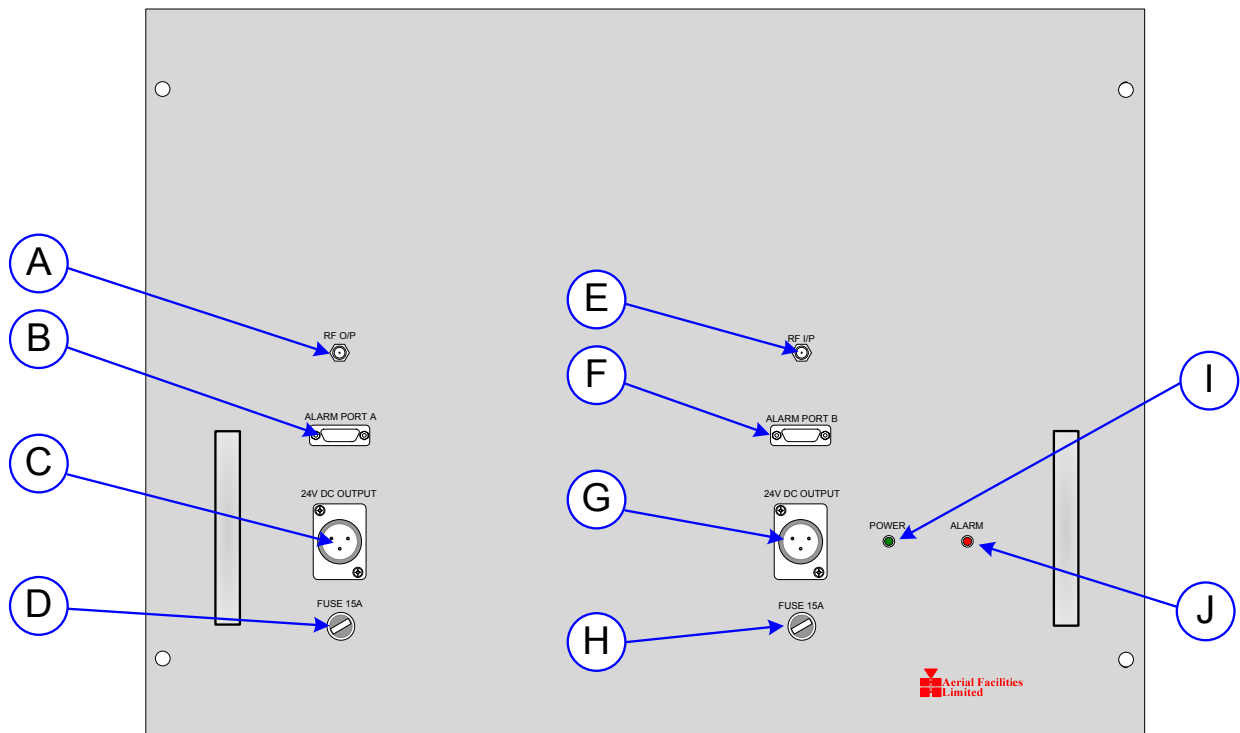 A
B
C
D
E
F
G
H
I
J
RF O/P
RF I/P
ALARM PORT A
ALARM PORT B
24V DC OUTPUT
24V DC OUTPUT
POWER
ALARM
FUSE 15A
FUSE 15A
Aerial Facilities
Limited